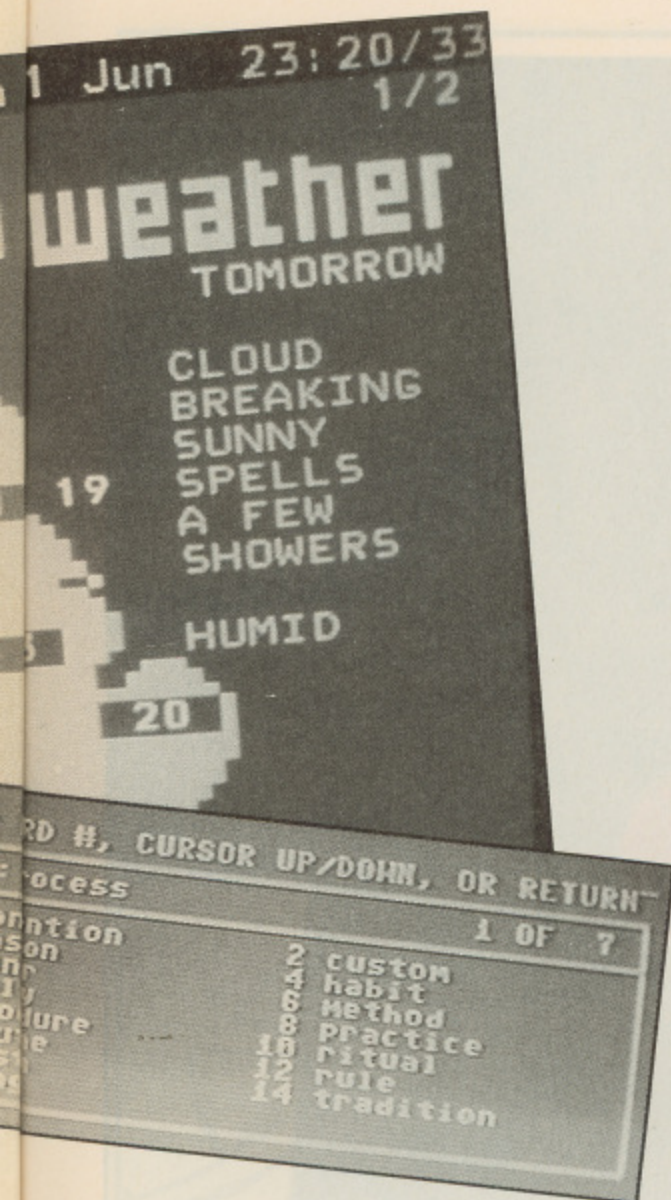 1 Jun 23:20/33
1/2
weather
TOMORROW
CLOUD
BREAKING
SUNNY
19
SPELLS
A FEW
SHOWERS
HUMID
20
RD #, CURSOR UP/DOWN, OR RETURN
ocess
1 OF 7
2 custom
4 habit
6 Method
8 practice
10 ritual
12 rule
14 tradition